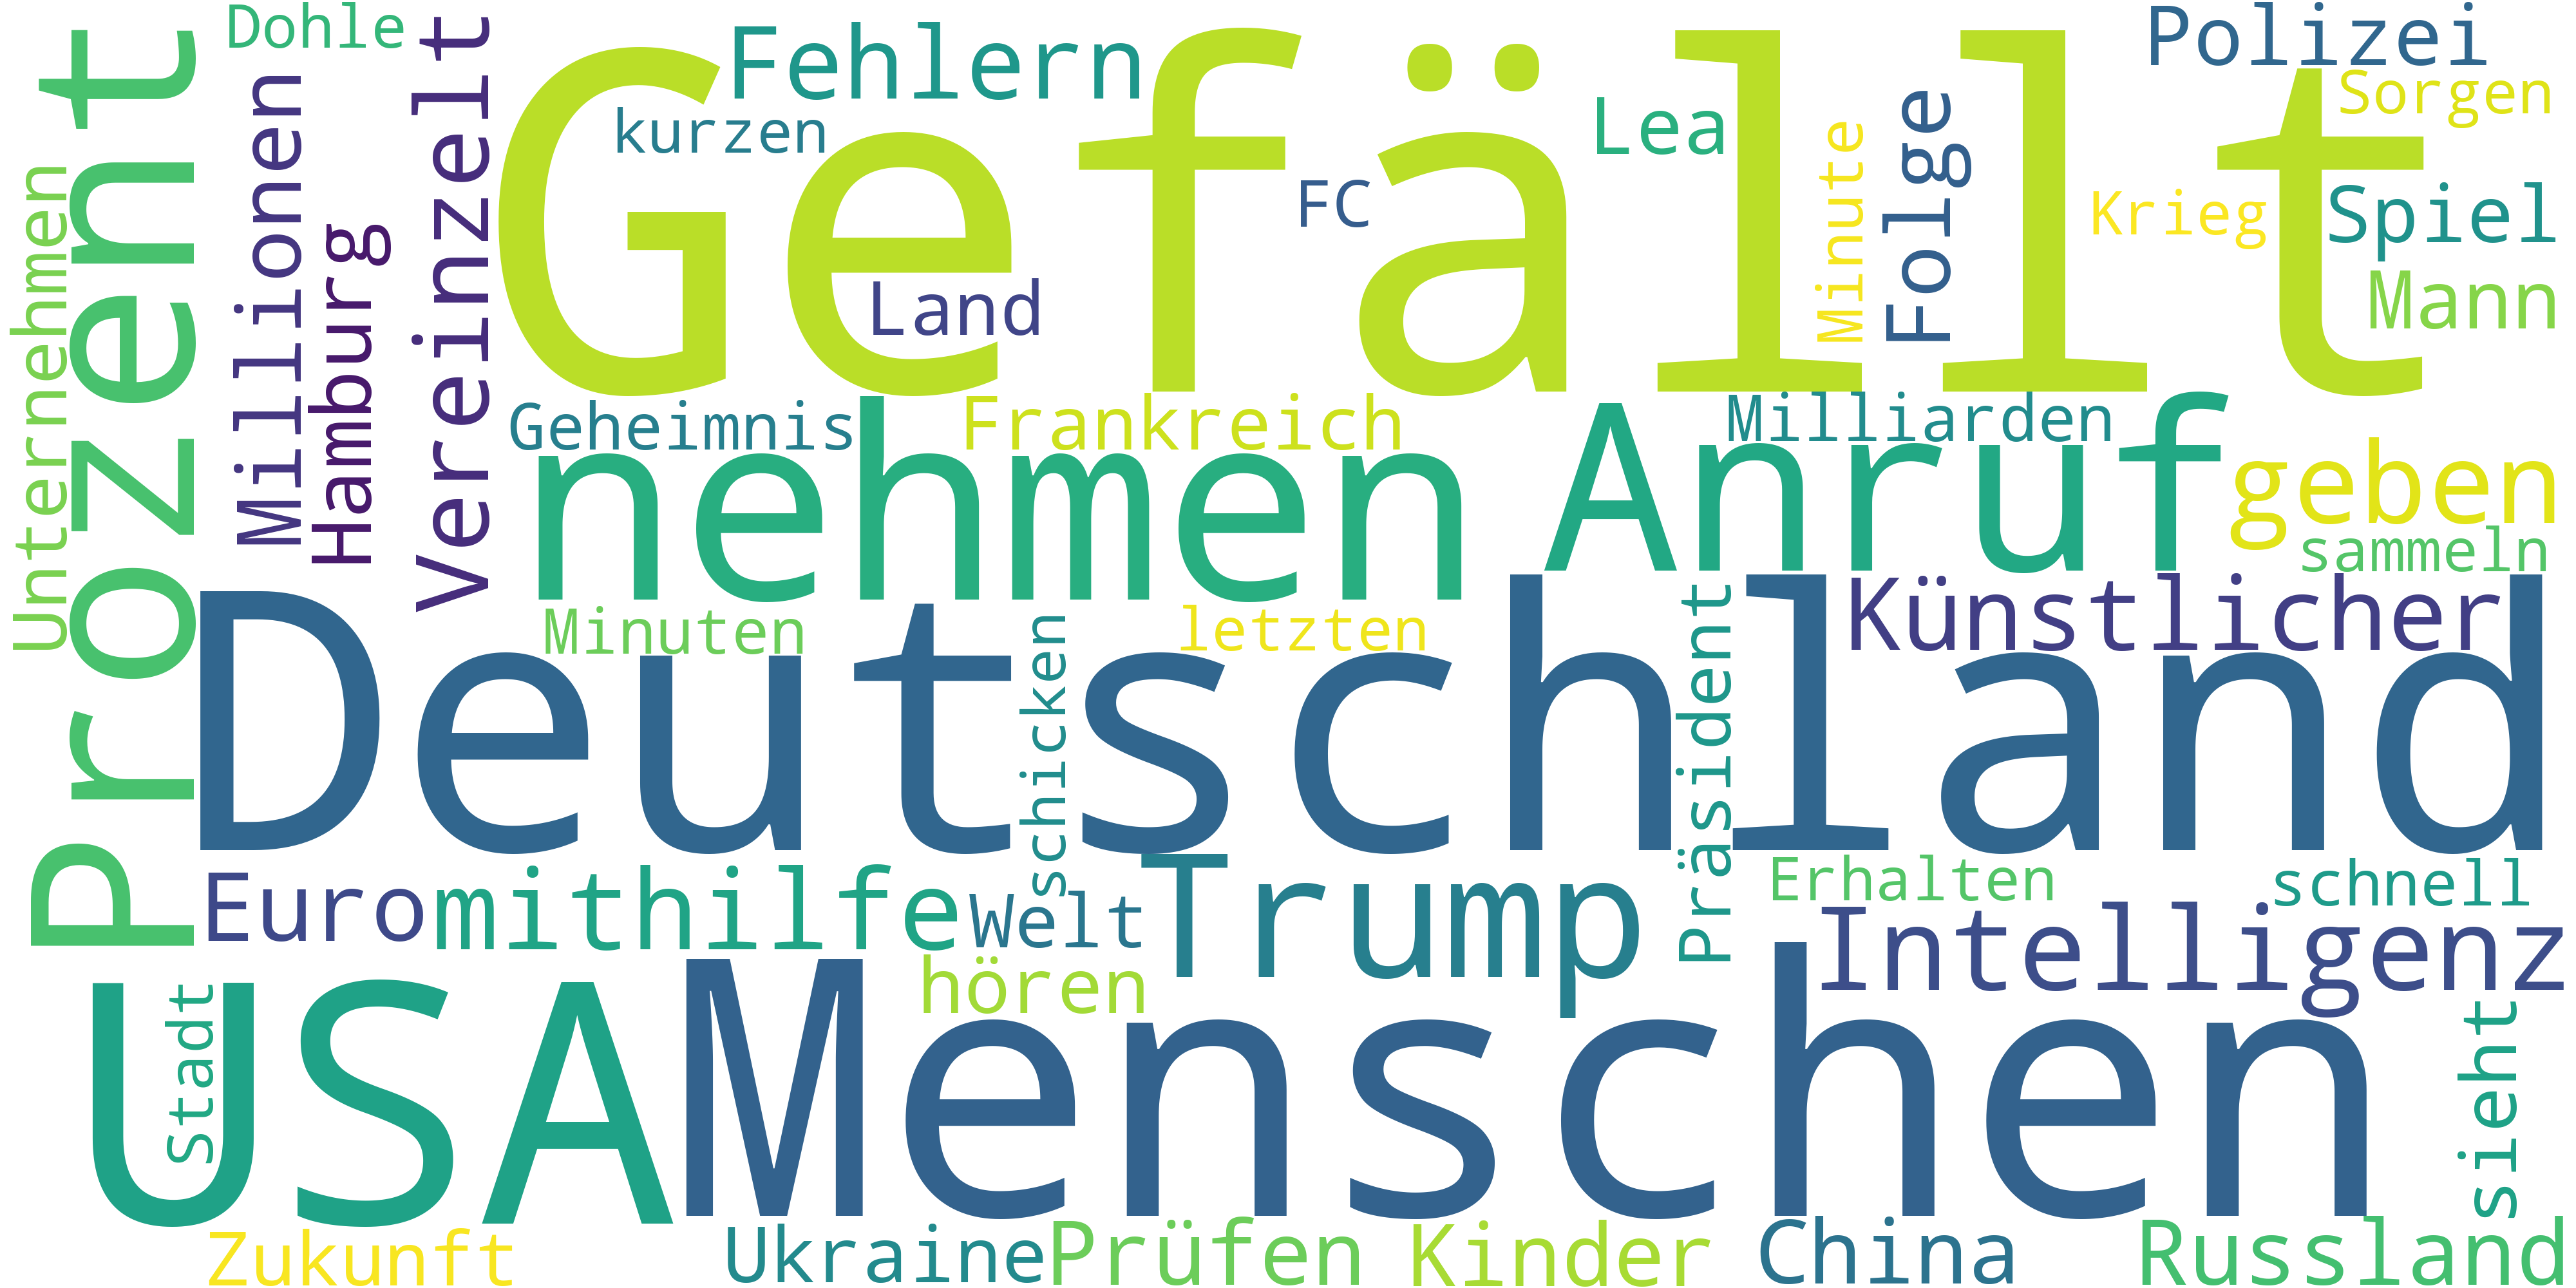 Gefällt
Prozent
Unternehmen
Dohle
Millionen
Hamburg
Vereinzelt
Fehlern
kurzen
Land
FC
Lea
Minute
Folge
Polizei
Sorgen
Krieg
Spiel
Mann
Geheimnis
Frankreich
Milliarden
nehmen
Anruf
geben
sammeln
Minuten
letzten
Künstlicher
Deutschland
schicken
Präsident
Euro
mithilfe
Welt
Trump
Erhalten
schnell
hören
Intelligenz
USA
Stadt
Menschen
sieht
Zukunft
Ukraine
Prüfen
Kinder
China
Russland